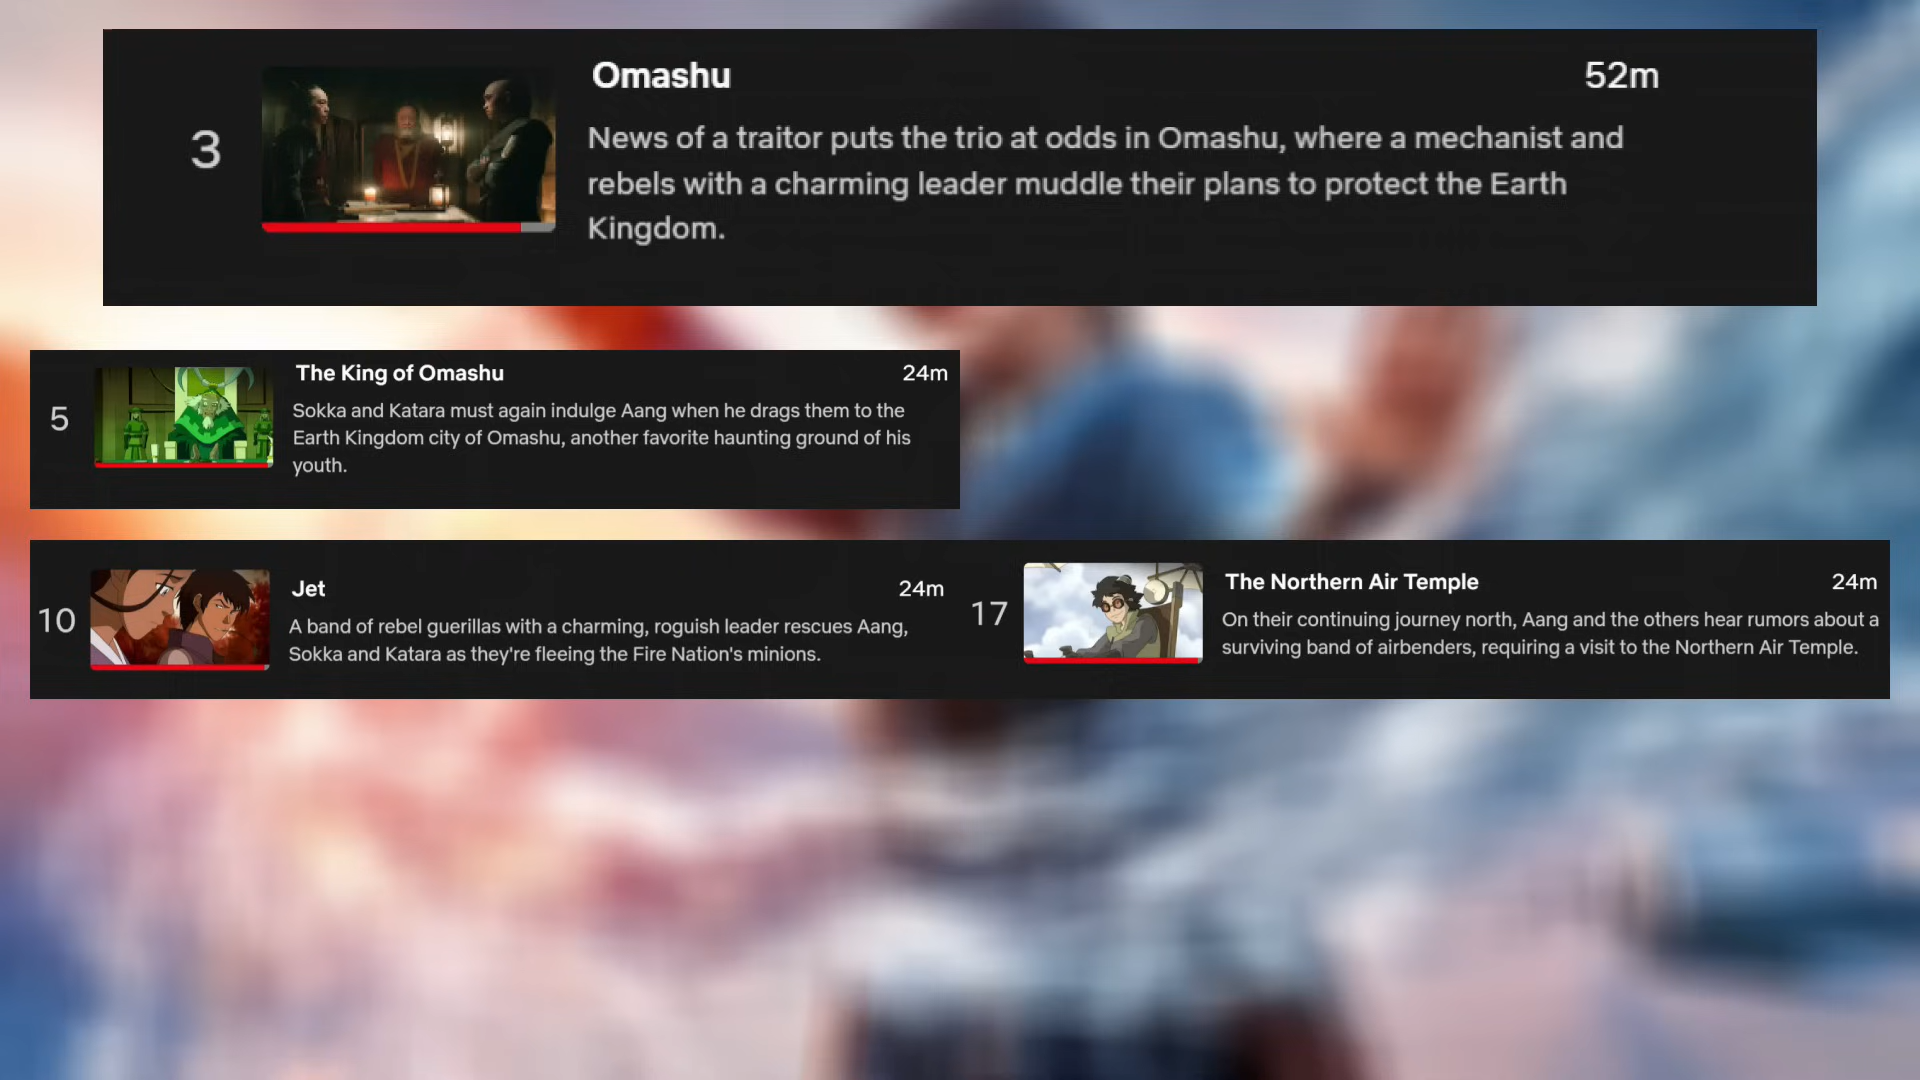 3
Omashu
52m
News of a traitor puts the trio at odds in Omashu, where a mechanist and
rebels with a charming leader muddle their plans to protect the Earth
Kingdom.
5
The King of Omashu
24m
Sokka and Katara must again indulge Aang when he drags them to the
Earth Kingdom city of Omashu, another favorite haunting ground of his
youth.
10
Jet
24m
A band of rebel guerillas with a charming, roguish leader rescues Aang,
Sokka and Katara as they're fleeing the Fire Nation's minions.
17
The Northern Air Temple
24m
On their continuing journey north, Aang and the others hear rumors about a
surviving band of airbenders, requiring a visit to the Northern Air Temple.